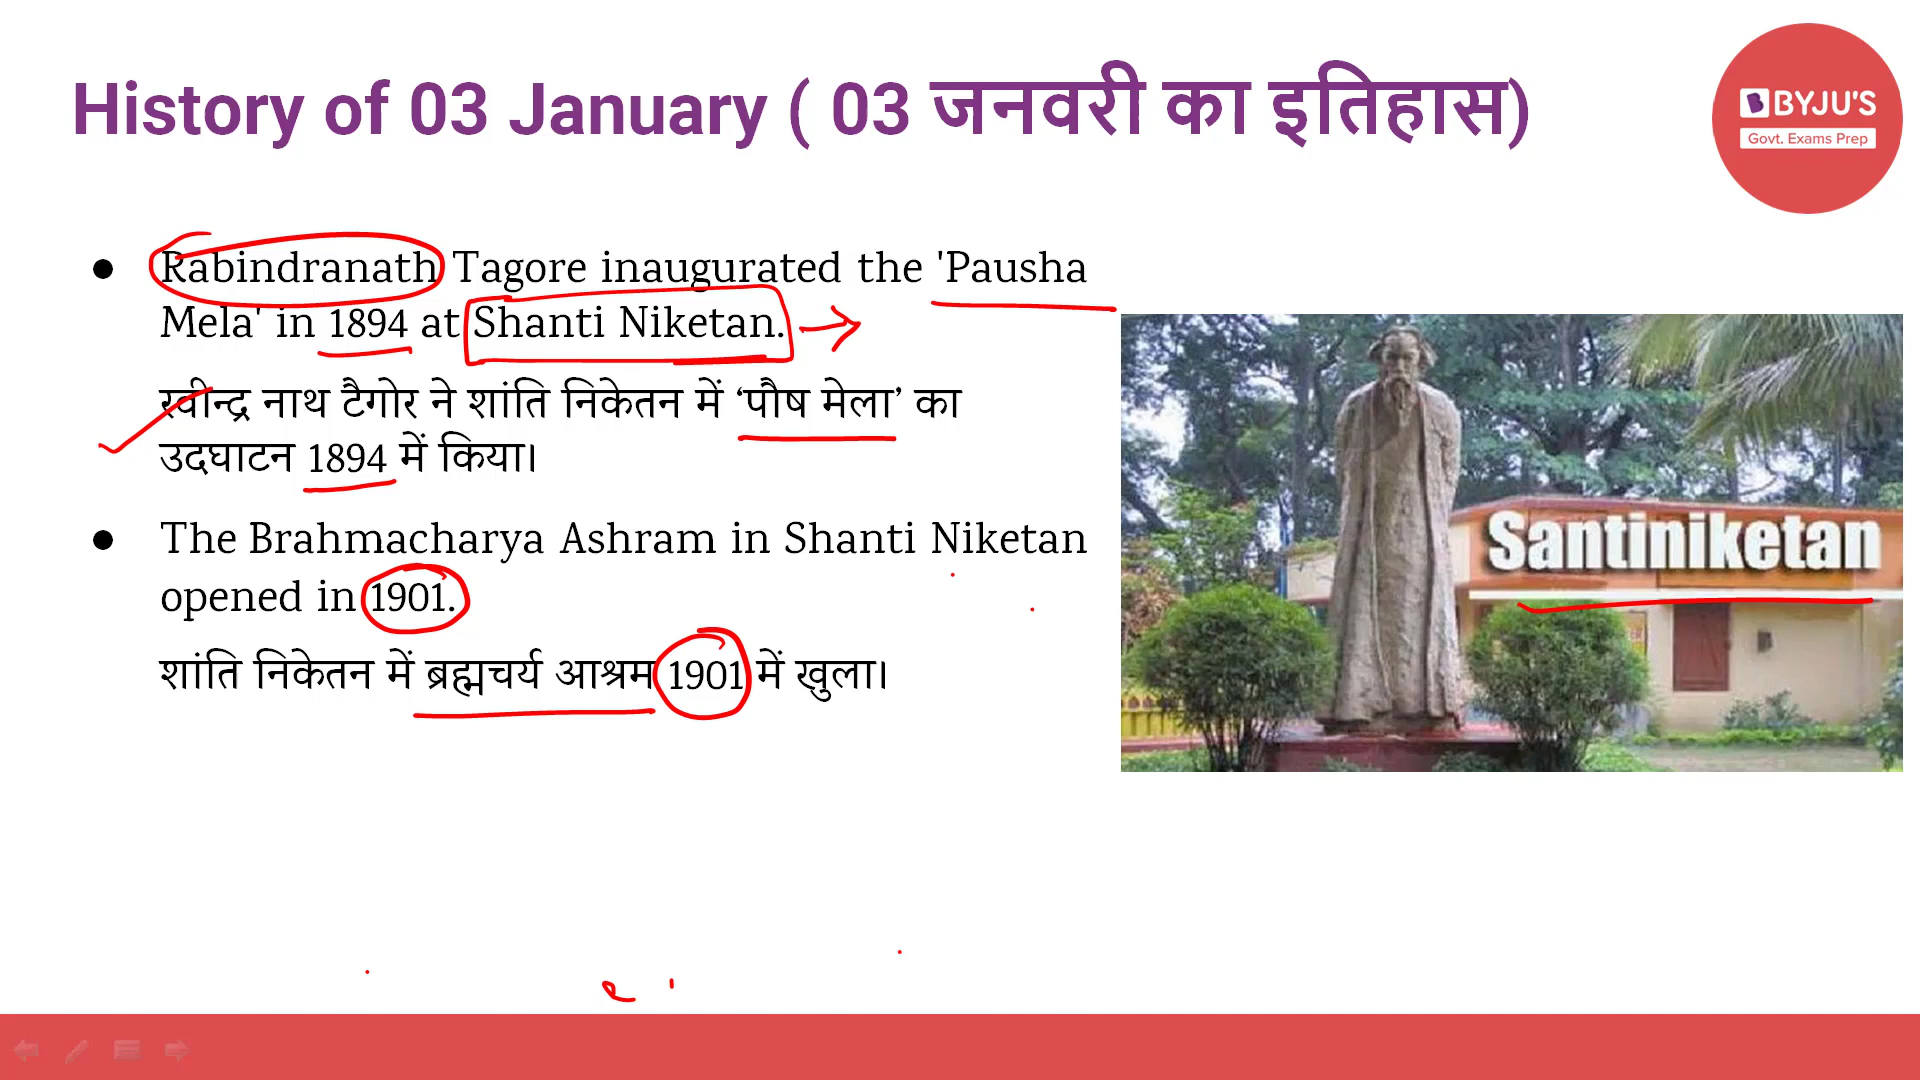 History of 03 January ( 03 जनवरी का इतिहास)
BYJU'S
Govt. Exams Prep
Rabindranath Tagore inaugurated the 'Pausha
Mela' in 1894 at Shanti Niketan.
रवीन्द्र नाथ टैगोर ने शांति निकेतन में ‘पौष मेला’ का
उदघाटन 1894 में किया।
The Brahmacharya Ashram in Shanti Niketan
opened in 1901.
शांति निकेतन में ब्रह्मचर्य आश्रम 1901 में खुला।
Santiniketan